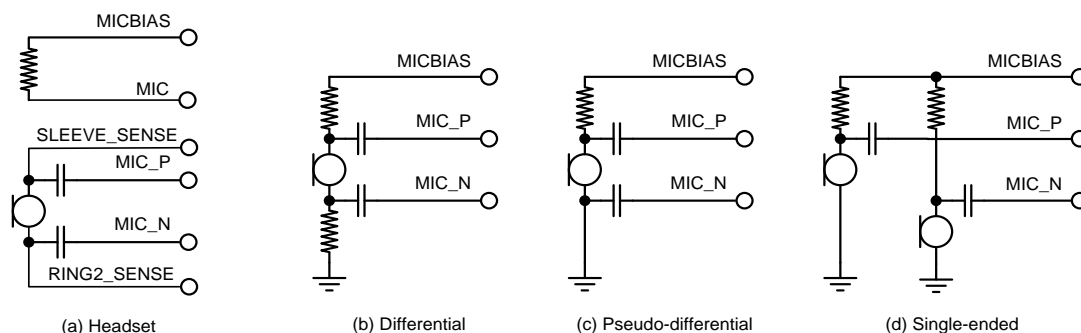 MICBIAS
MIC
SLEEVE_SENSE
MIC_P
MIC_N
RING2_SENSE
(a) Headset
MICBIAS
MIC_P
MIC_N
(b) Differential
MICBIAS
MIC_P
MIC_N
(c) Pseudo-differential
MICBIAS
MIC_P
MIC_N
(d) Single-ended